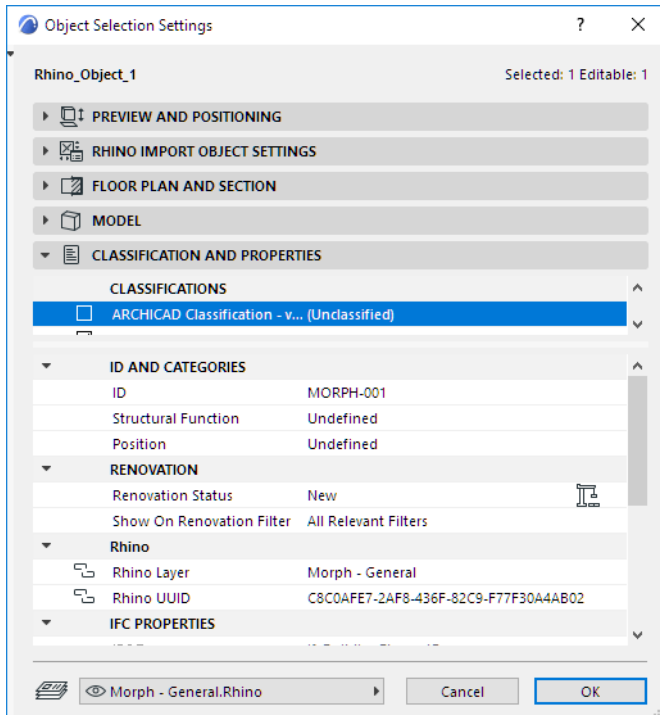 Object Selection Settings ?
Rhino_Object_1 Selected: 1 Editable: 1
PREVIEW AND POSITIONING
RHINO IMPORT OBJECT SETTINGS
FLOOR PLAN AND SECTION
MODEL
CLASSIFICATION AND PROPERTIES
CLASSIFICATIONS
ARCHICAD Classification - v... (Unclassified)
ID AND CATEGORIES
ID MORPH-001
Structural Function Undefined
Position Undefined
RENOVATION
Renovation Status New
Show On Renovation Filter All Relevant Filters
Rhino
Rhino Layer Morph - General
Rhino UUID C8C0AFE7-2AF8-436F-82C9-F77F30A4AB02
IFC PROPERTIES
Morph - General.Rhino Cancel OK